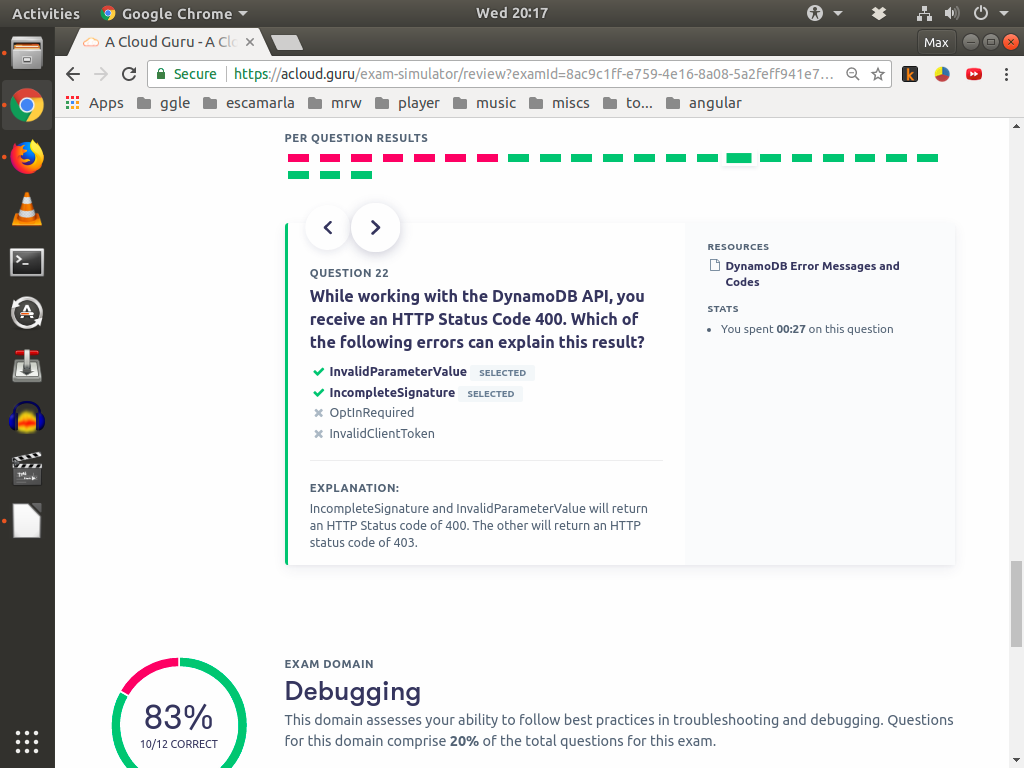 Activities
Google Chrome
Wed 20:17
A Cloud Guru - A Cl
Max
Secure
https://acloud.guru/exam-simulator/review?examId=8ac9c1ff-e759-4e16-8a08-5a2feff941e7...
Apps
ggle
escamarla
mrw
player
music
miscs
to...
angular
PER QUESTION RESULTS
QUESTION 22
While working with the DynamoDB API, you
receive an HTTP Status Code 400. Which of
the following errors can explain this result?
InvalidParameterValue SELECTED
IncompleteSignature SELECTED
OptInRequired
InvalidClientToken
EXPLANATION:
IncompleteSignature and InvalidParameterValue will return
an HTTP Status code of 400. The other will return an HTTP
status code of 403.
RESOURCES
DynamoDB Error Messages and
Codes
STATS
You spent 00:27 on this question
83%
10/12 CORRECT
EXAM DOMAIN
Debugging
This domain assesses your ability to follow best practices in troubleshooting and debugging. Questions
for this domain comprise 20% of the total questions for this exam.